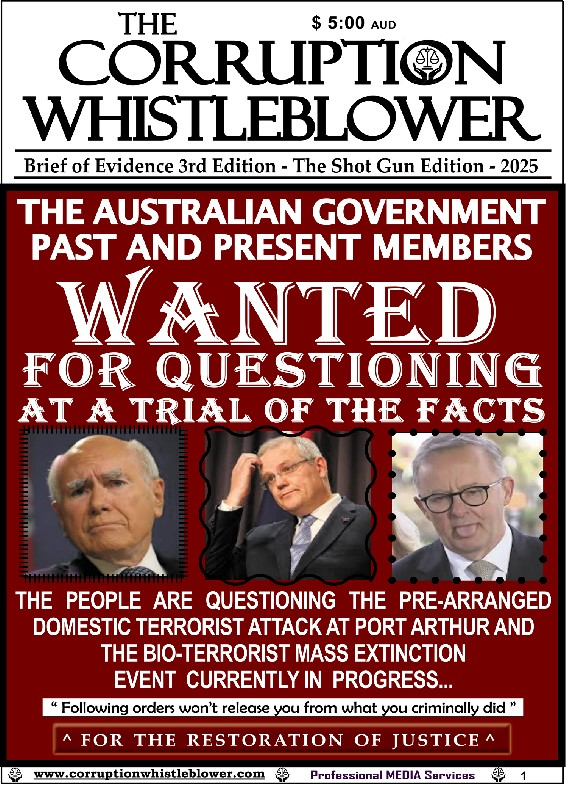 THE
$ 5:00 AUD
CORRUPTION
WHISTLEBLOWER
Brief of Evidence 3rd Edition - The Shot Gun Edition - 2025
THE AUSTRALIAN GOVERNMENT
PAST AND PRESENT MEMBERS
WANTED
FOR QUESTIONING
AT A TRIAL OF THE FACTS
THE PEOPLE ARE QUESTIONING THE PRE-ARRANGED
DOMESTIC TERRORIST ATTACK AT PORT ARTHUR AND
THE BIO-TERRORIST MASS EXTINCTION
EVENT CURRENTLY IN PROGRESS...
“ Following orders won’t release you from what you criminally did ”
^ FOR THE RESTORATION OF JUSTICE ^
www.corruptionwhistleblower.com Professional MEDIA Services 1